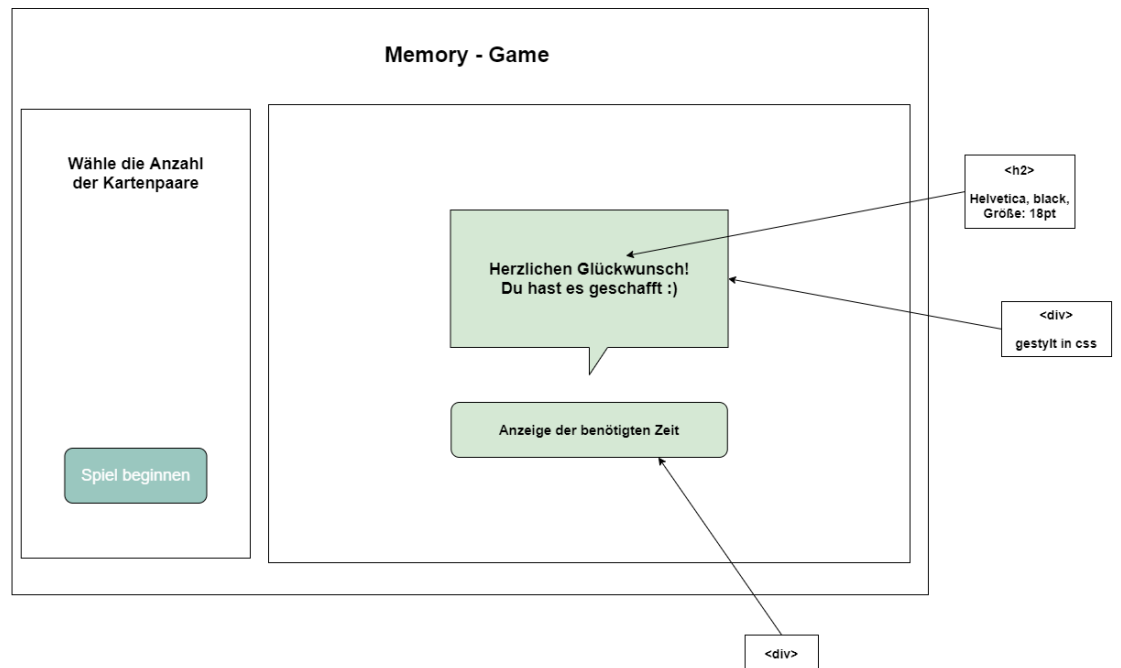 Memory - Game
Wähle die Anzahl
der Kartenpaare
Spiel beginnen
Herzlichen Glückwunsch!
Du hast es geschafft :)
Anzeige der benötigten Zeit
<h2>
Helvetica, black,
Größe: 18pt
<div>
gestylt in css
<div>